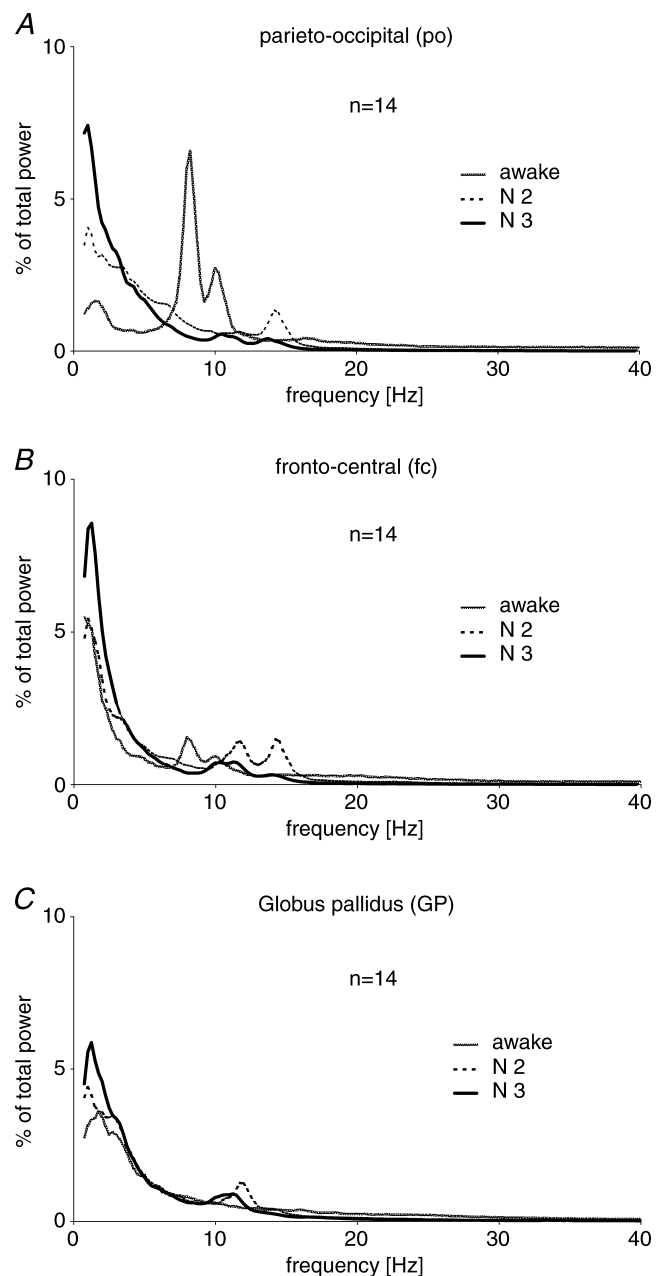 A
parieto-occipital (po)
10
n=14
awake
N 2
N 3
5
% of total power
0
0 10 20 30 40
frequency [Hz]
B
fronto-central (fc)
10
n=14
awake
N 2
N 3
5
% of total power
0
0 10 20 30 40
frequency [Hz]
C
Globus pallidus (GP)
10
n=14
awake
N 2
N 3
5
% of total power
0
0 10 20 30 40
frequency [Hz]